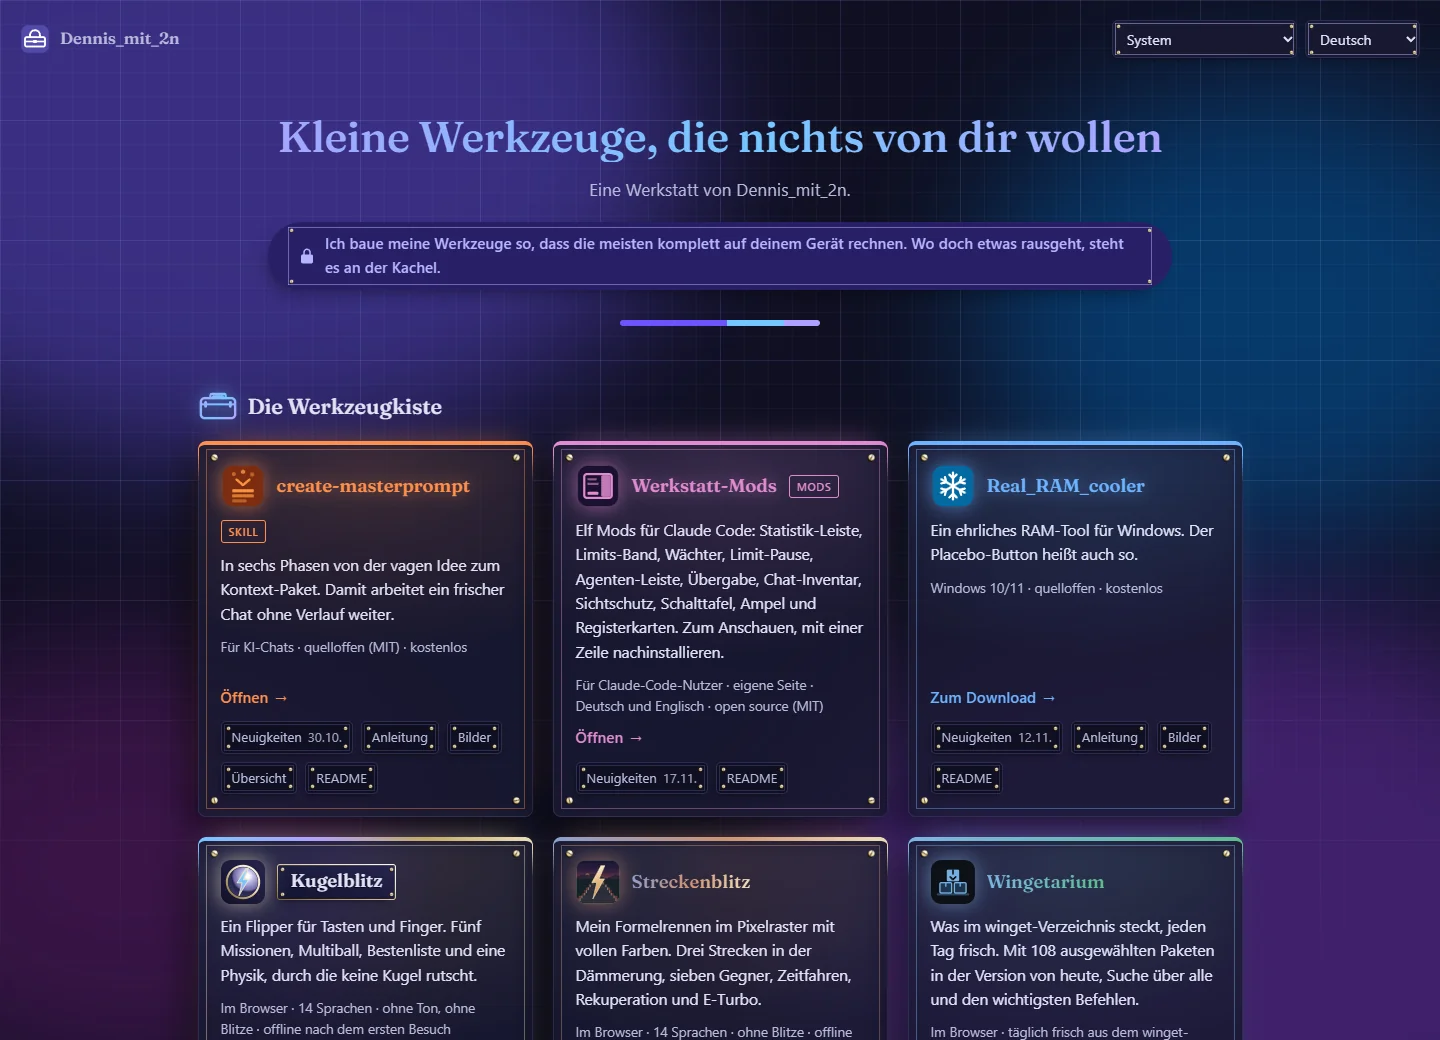 Dennis_mit_2n
System
Deutsch
Kleine Werkzeuge, die nichts von dir wollen
Eine Werkstatt von Dennis_mit_2n.
Ich baue meine Werkzeuge so, dass die meisten komplett auf deinem Gerät rechnen. Wo doch etwas rausgeht, steht
es an der Kachel.
Die Werkzeugkiste
create-masterprompt
SKILL
In sechs Phasen von der vagen Idee zum
Kontext-Paket. Damit arbeitet ein frischer
Chat ohne Verlauf weiter.
Für KI-Chats · quelloffen (MIT) · kostenlos
Öffnen →
Neuigkeiten 30.10.
Anleitung
Bilder
Übersicht
README
Werkstatt-Mods
MODS
Elf Mods für Claude Code: Statistik-Leiste,
Limits-Band, Wächter, Limit-Pause,
Agenten-Leiste, Übergabe, Chat-Inventar,
Sichtschutz, Schalttafel, Ampel und
Registerkarten. Zum Anschauen, mit einer
Zeile nachinstallieren.
Für Claude-Code-Nutzer · eigene Seite ·
Deutsch und Englisch · open source (MIT)
Öffnen →
Neuigkeiten 17.11.
README
Real_RAM_cooler
Ein ehrliches RAM-Tool für Windows. Der
Placebo-Button heißt auch so.
Windows 10/11 · quelloffen · kostenlos
Zum Download →
Neuigkeiten 12.11.
Anleitung
Bilder
README
Kugelblitz
Ein Flipper für Tasten und Finger. Fünf
Missionen, Multiball, Bestenliste und eine
Physik, durch die keine Kugel rutscht.
Im Browser · 14 Sprachen · ohne Ton, ohne
Blitze · offline nach dem ersten Besuch
Streckenblitz
Mein Formelrennen im Pixelraster mit
vollen Farben. Drei Strecken in der
Dämmerung, sieben Gegner, Zeitfahren,
Rekuperation und E-Turbo.
Im Browser · 14 Sprachen · ohne Blitze · offline
Wingetarium
Was im winget-Verzeichnis steckt, jeden
Tag frisch. Mit 108 ausgewählten Paketen
in der Version von heute, Suche über alle
und den wichtigsten Befehlen.
Im Browser · täglich frisch aus dem winget-